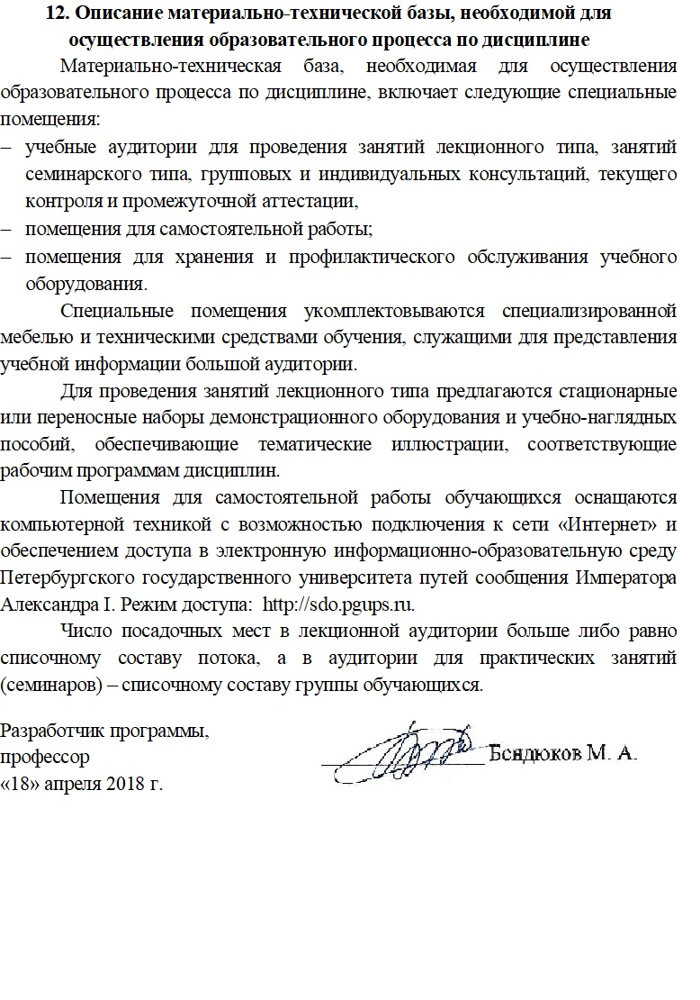 12. Описание материально-технической базы, необходимой для
осуществления образовательного процесса по дисциплине
Материально-техническая база, необходимая для осуществления
образовательного процесса по дисциплине, включает следующие специальные
помещения:
– учебные аудитории для проведения занятий лекционного типа, занятий
семинарского типа, групповых и индивидуальных консультаций, текущего
контроля и промежуточной аттестации,
– помещения для самостоятельной работы;
– помещения для хранения и профилактического обслуживания учебного
оборудования.
Специальные помещения укомплектовываются специализированной
мебелью и техническими средствами обучения, служащими для представления
учебной информации большой аудитории.
Для проведения занятий лекционного типа предлагаются стационарные
или переносные наборы демонстрационного оборудования и учебно-наглядных
пособий, обеспечивающие тематические иллюстрации, соответствующие
рабочим программам дисциплин.
Помещения для самостоятельной работы обучающихся оснащаются
компьютерной техникой с возможностью подключения к сети «Интернет» и
обеспечением доступа в электронную информационно-образовательную среду
Петербургского государственного университета путей сообщения Императора
Александра I. Режим доступа: http://sdo.pgups.ru.
Число посадочных мест в лекционной аудитории больше либо равно
списочному составу потока, а в аудитории для практических занятий
(семинаров) – списочному составу группы обучающихся.
Разработчик программы,
профессор
Бендюков М. А.
«18» апреля 2018 г.